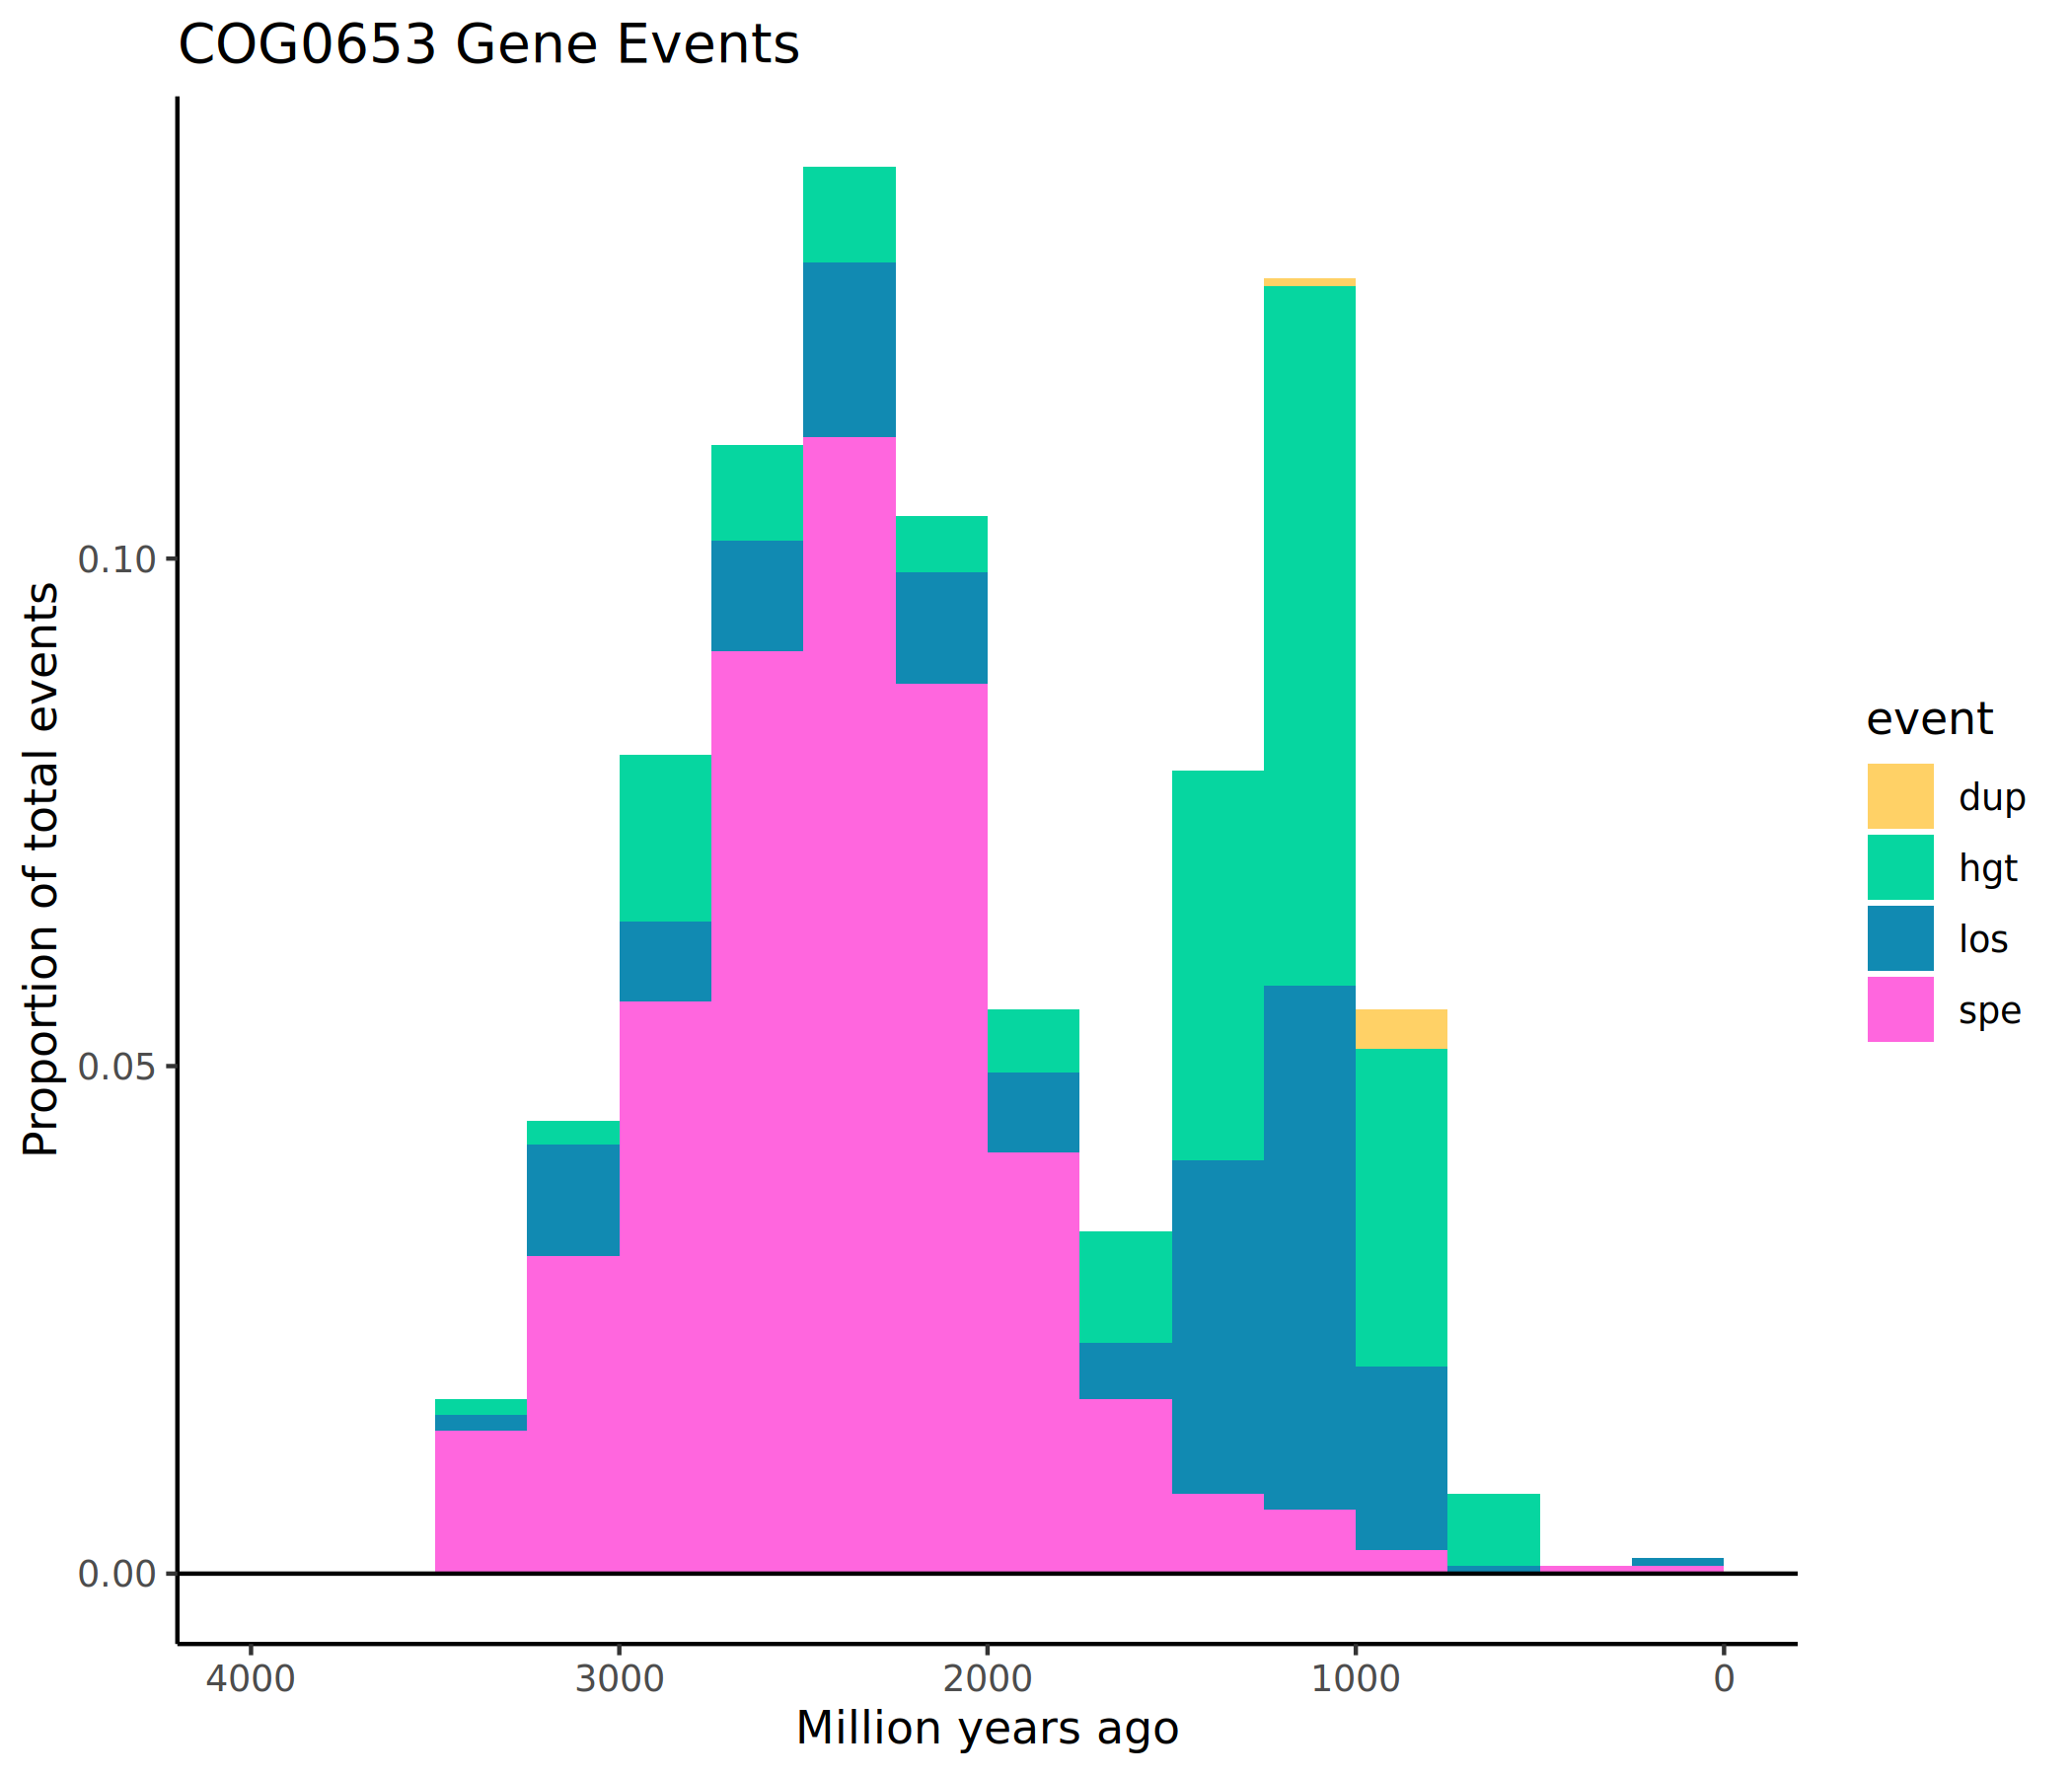 COG0653 Gene Events
Proportion of total events
0.10
0.05
0.00
4000
3000
2000
1000
0
Million years ago
event
dup
hgt
los
spe